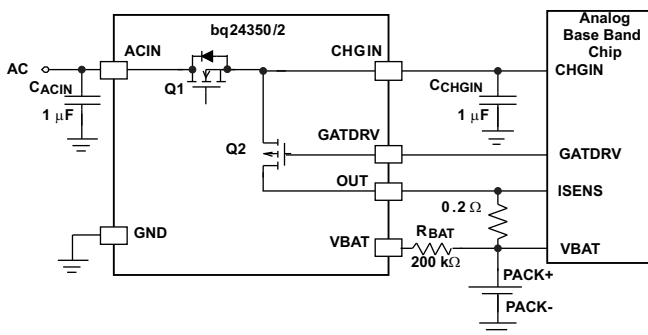 bq24350/2
Analog
Base Band
Chip
AC
ACIN
CHGIN
CHGIN
C_ACIN
1 μF
Q1
C_CHGIN
1 μF
Q2
GATDRV
GATDRV
OUT
ISENS
0.2 Ω
GND
VBAT
R_BAT
200 kΩ
VBAT
PACK+
PACK-